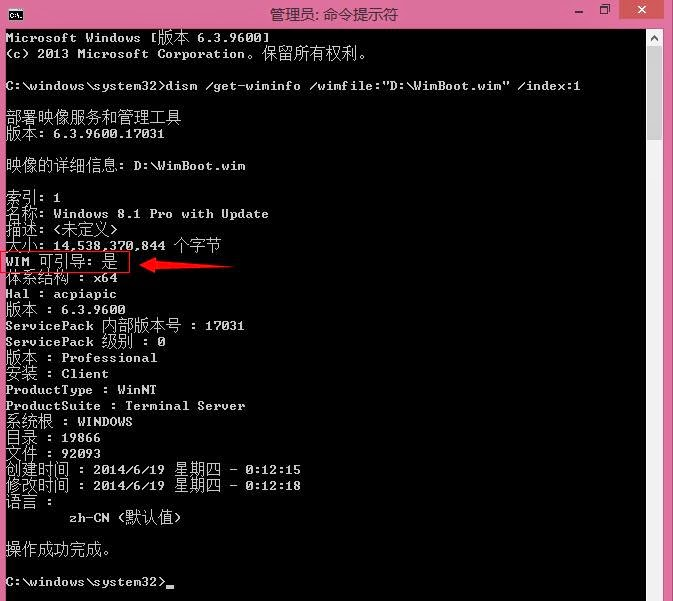 管理员: 命令提示符
Microsoft Windows [版本 6.3.9600]
(c) 2013 Microsoft Corporation。保留所有权利。
C:\windows\system32>dism /get-wiminfo /wimfile:"D:\WimBoot.wim" /index:1
部署映像服务和管理工具
版本: 6.3.9600.17031
映像的详细信息: D:\WimBoot.wim
索引: 1
名称: Windows 8.1 Pro with Update
描述: <未定义>
大小: 14,538,370,844 个字节
WIM 可引导: 是
体系结构 : x64
Hal : acpiapic
版本 : 6.3.9600
ServicePack 内部版本号 : 17031
ServicePack 级别 : 0
版本 : Professional
安装 : Client
ProductType : WinNT
ProductSuite : Terminal Server
系统根 : WINDOWS
目录 : 19866
文件 : 92093
创建时间 : 2014/6/19 星期四 - 0:12:15
修改时间 : 2014/6/19 星期四 - 0:12:18
语言 :
zh-CN <默认值>
操作成功完成。
C:\windows\system32>_